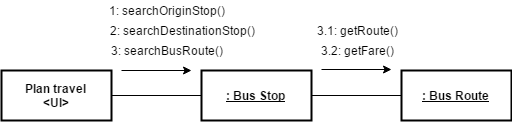 1: searchOriginStop()
2: searchDestinationStop()
3: searchBusRoute()
3.1: getRoute()
3.2: getFare()
Plan travel
<UI>
: Bus Stop
: Bus Route